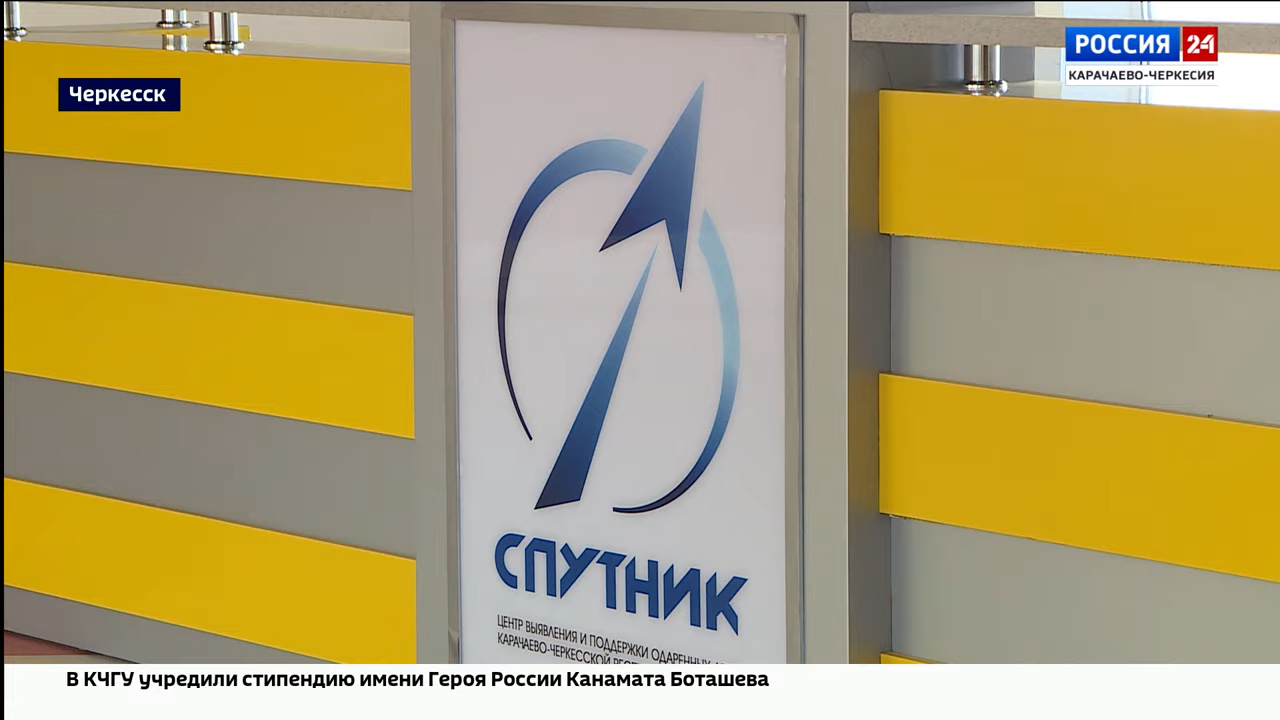 РОССИЯ 24
КАРАЧАЕВО-ЧЕРКЕСИЯ
Черкесск
СПУТНИК
ЦЕНТР ВЫЯВЛЕНИЯ И ПОДДЕРЖКИ ОДАРЕННЫХ
КАРАЧАЕВО-ЧЕРКЕССКОЙ
В КЧГУ учредили стипендию имени Героя России Канамата Боташева